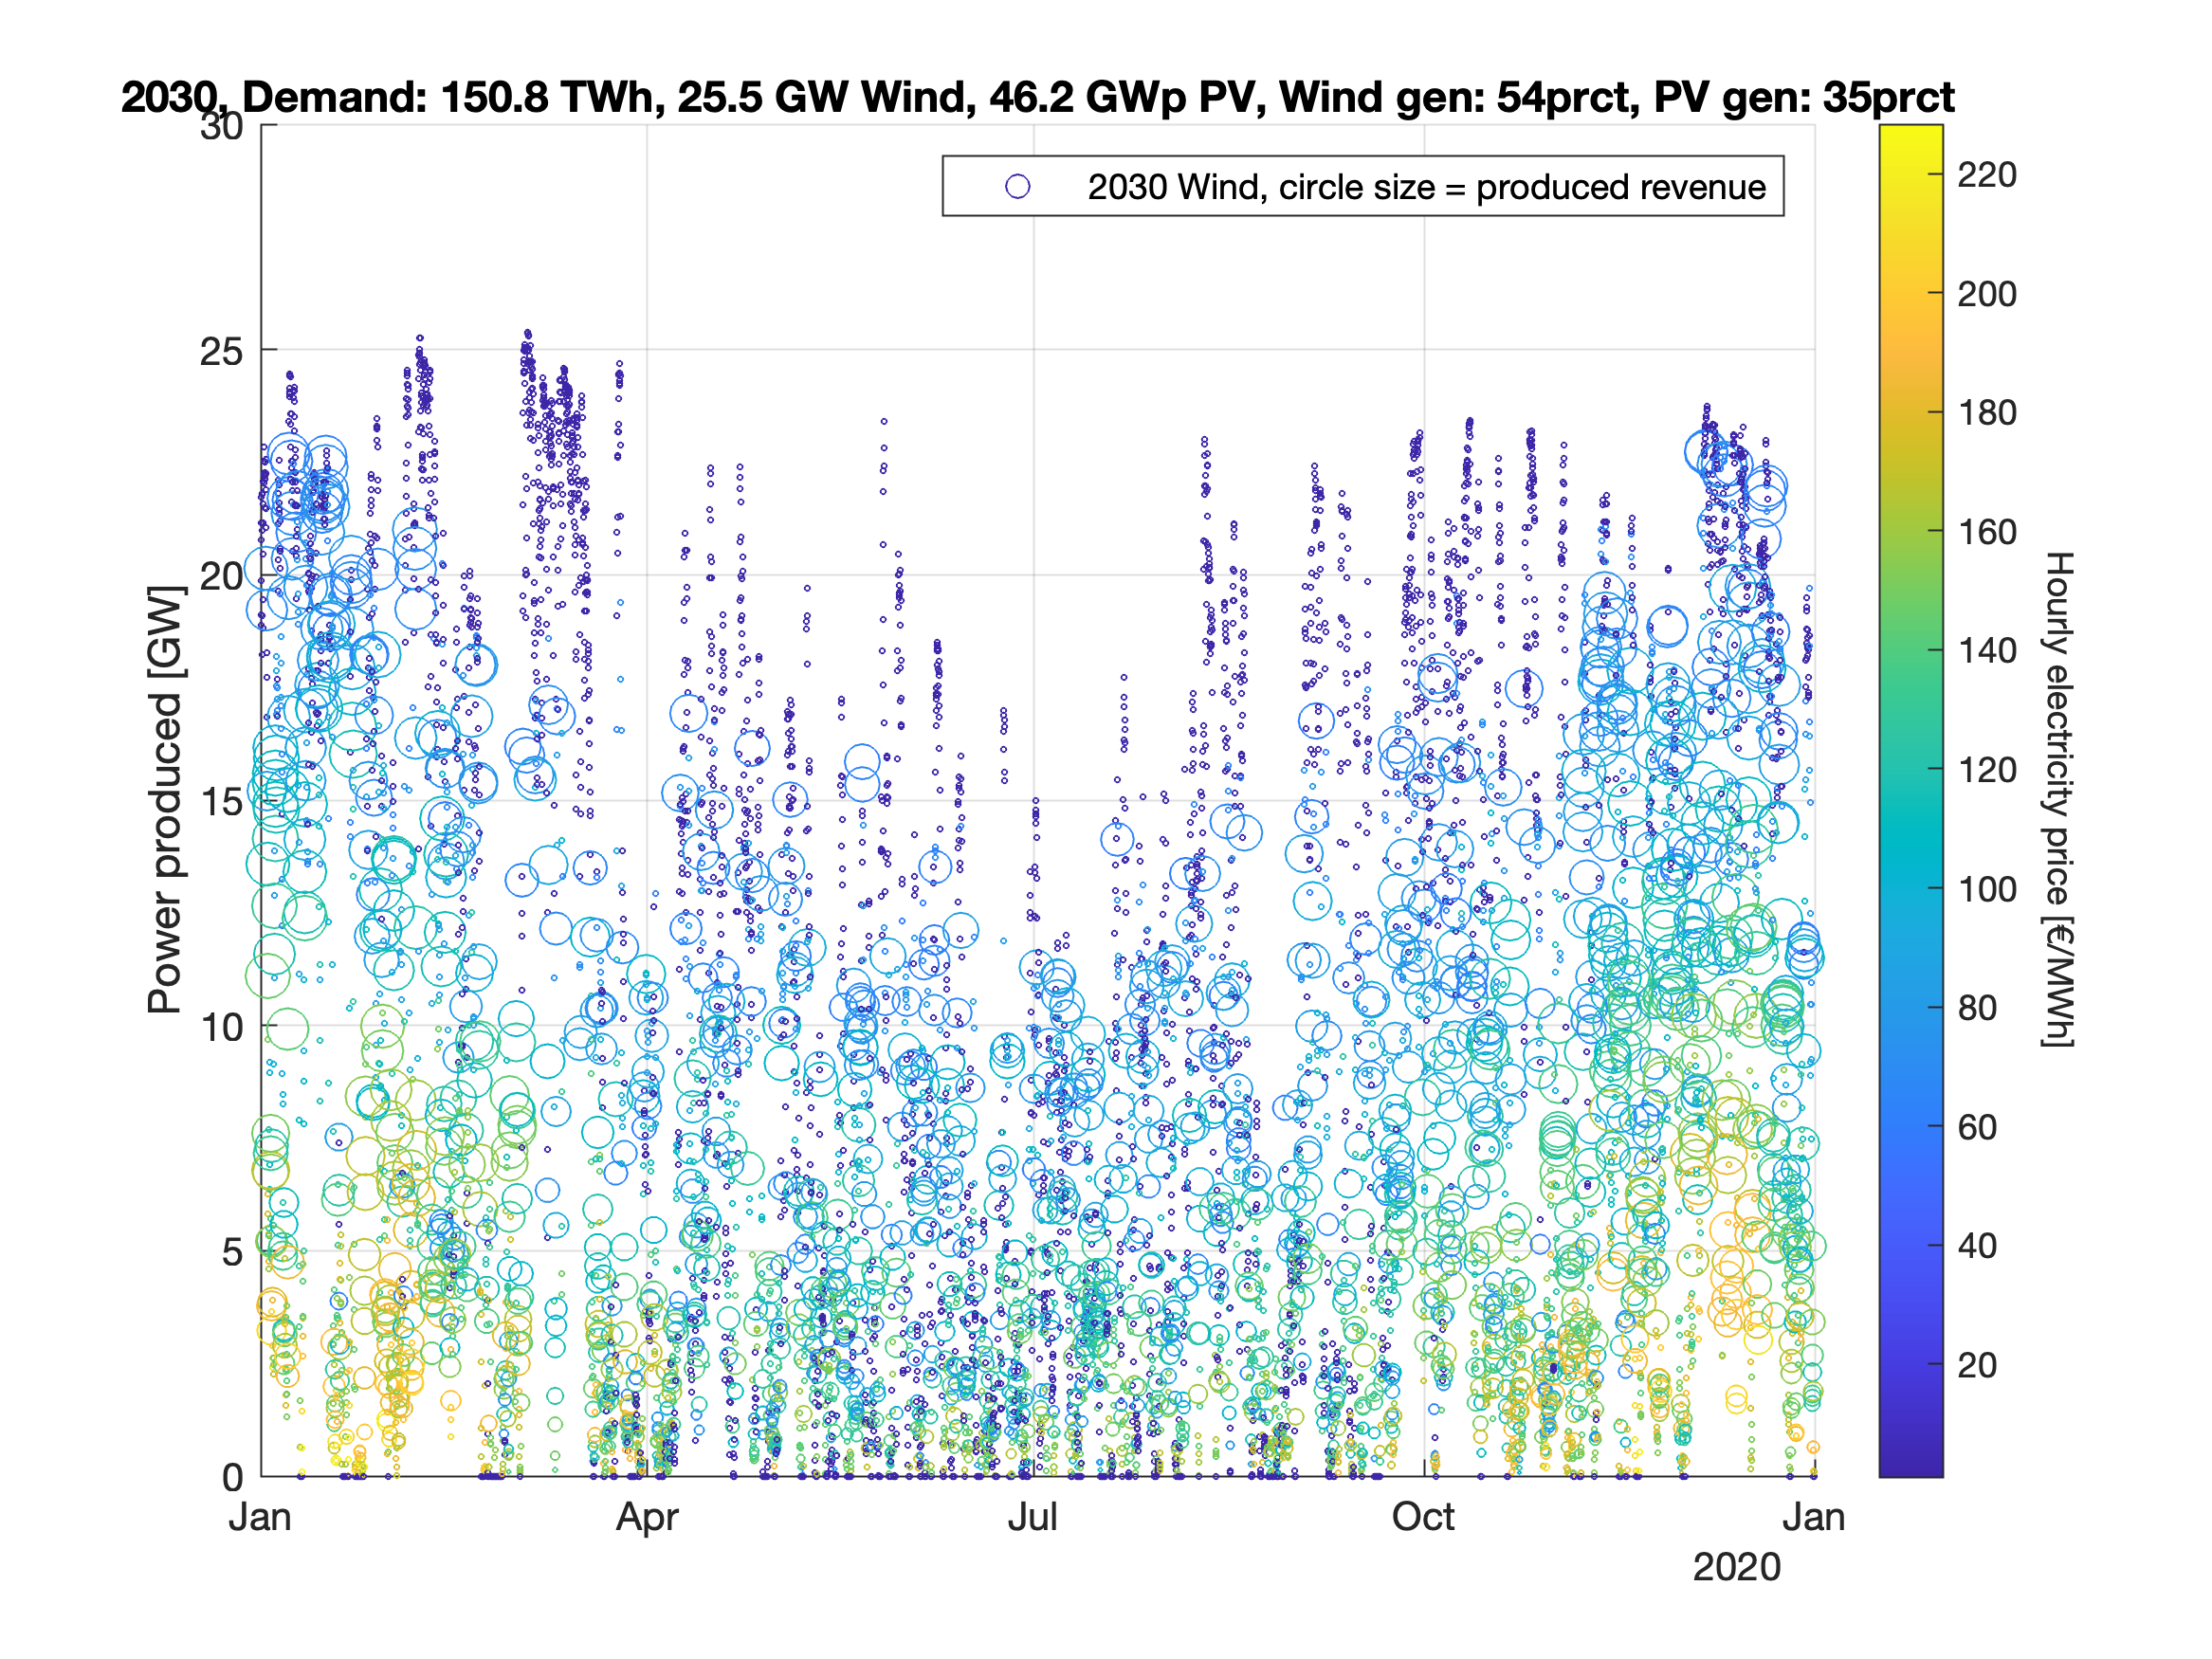 2030, Demand: 150.8 TWh, 25.5 GW Wind, 46.2 GWp PV, Wind gen: 54prct, PV gen: 35prct
2030 Wind, circle size = produced revenue
Power produced [GW]
30
25
20
15
10
5
0
Jan
Apr
Jul
Oct
Jan
2020
220
200
180
160
140
120
100
80
60
40
20
Hourly electricity price [€/MWh]